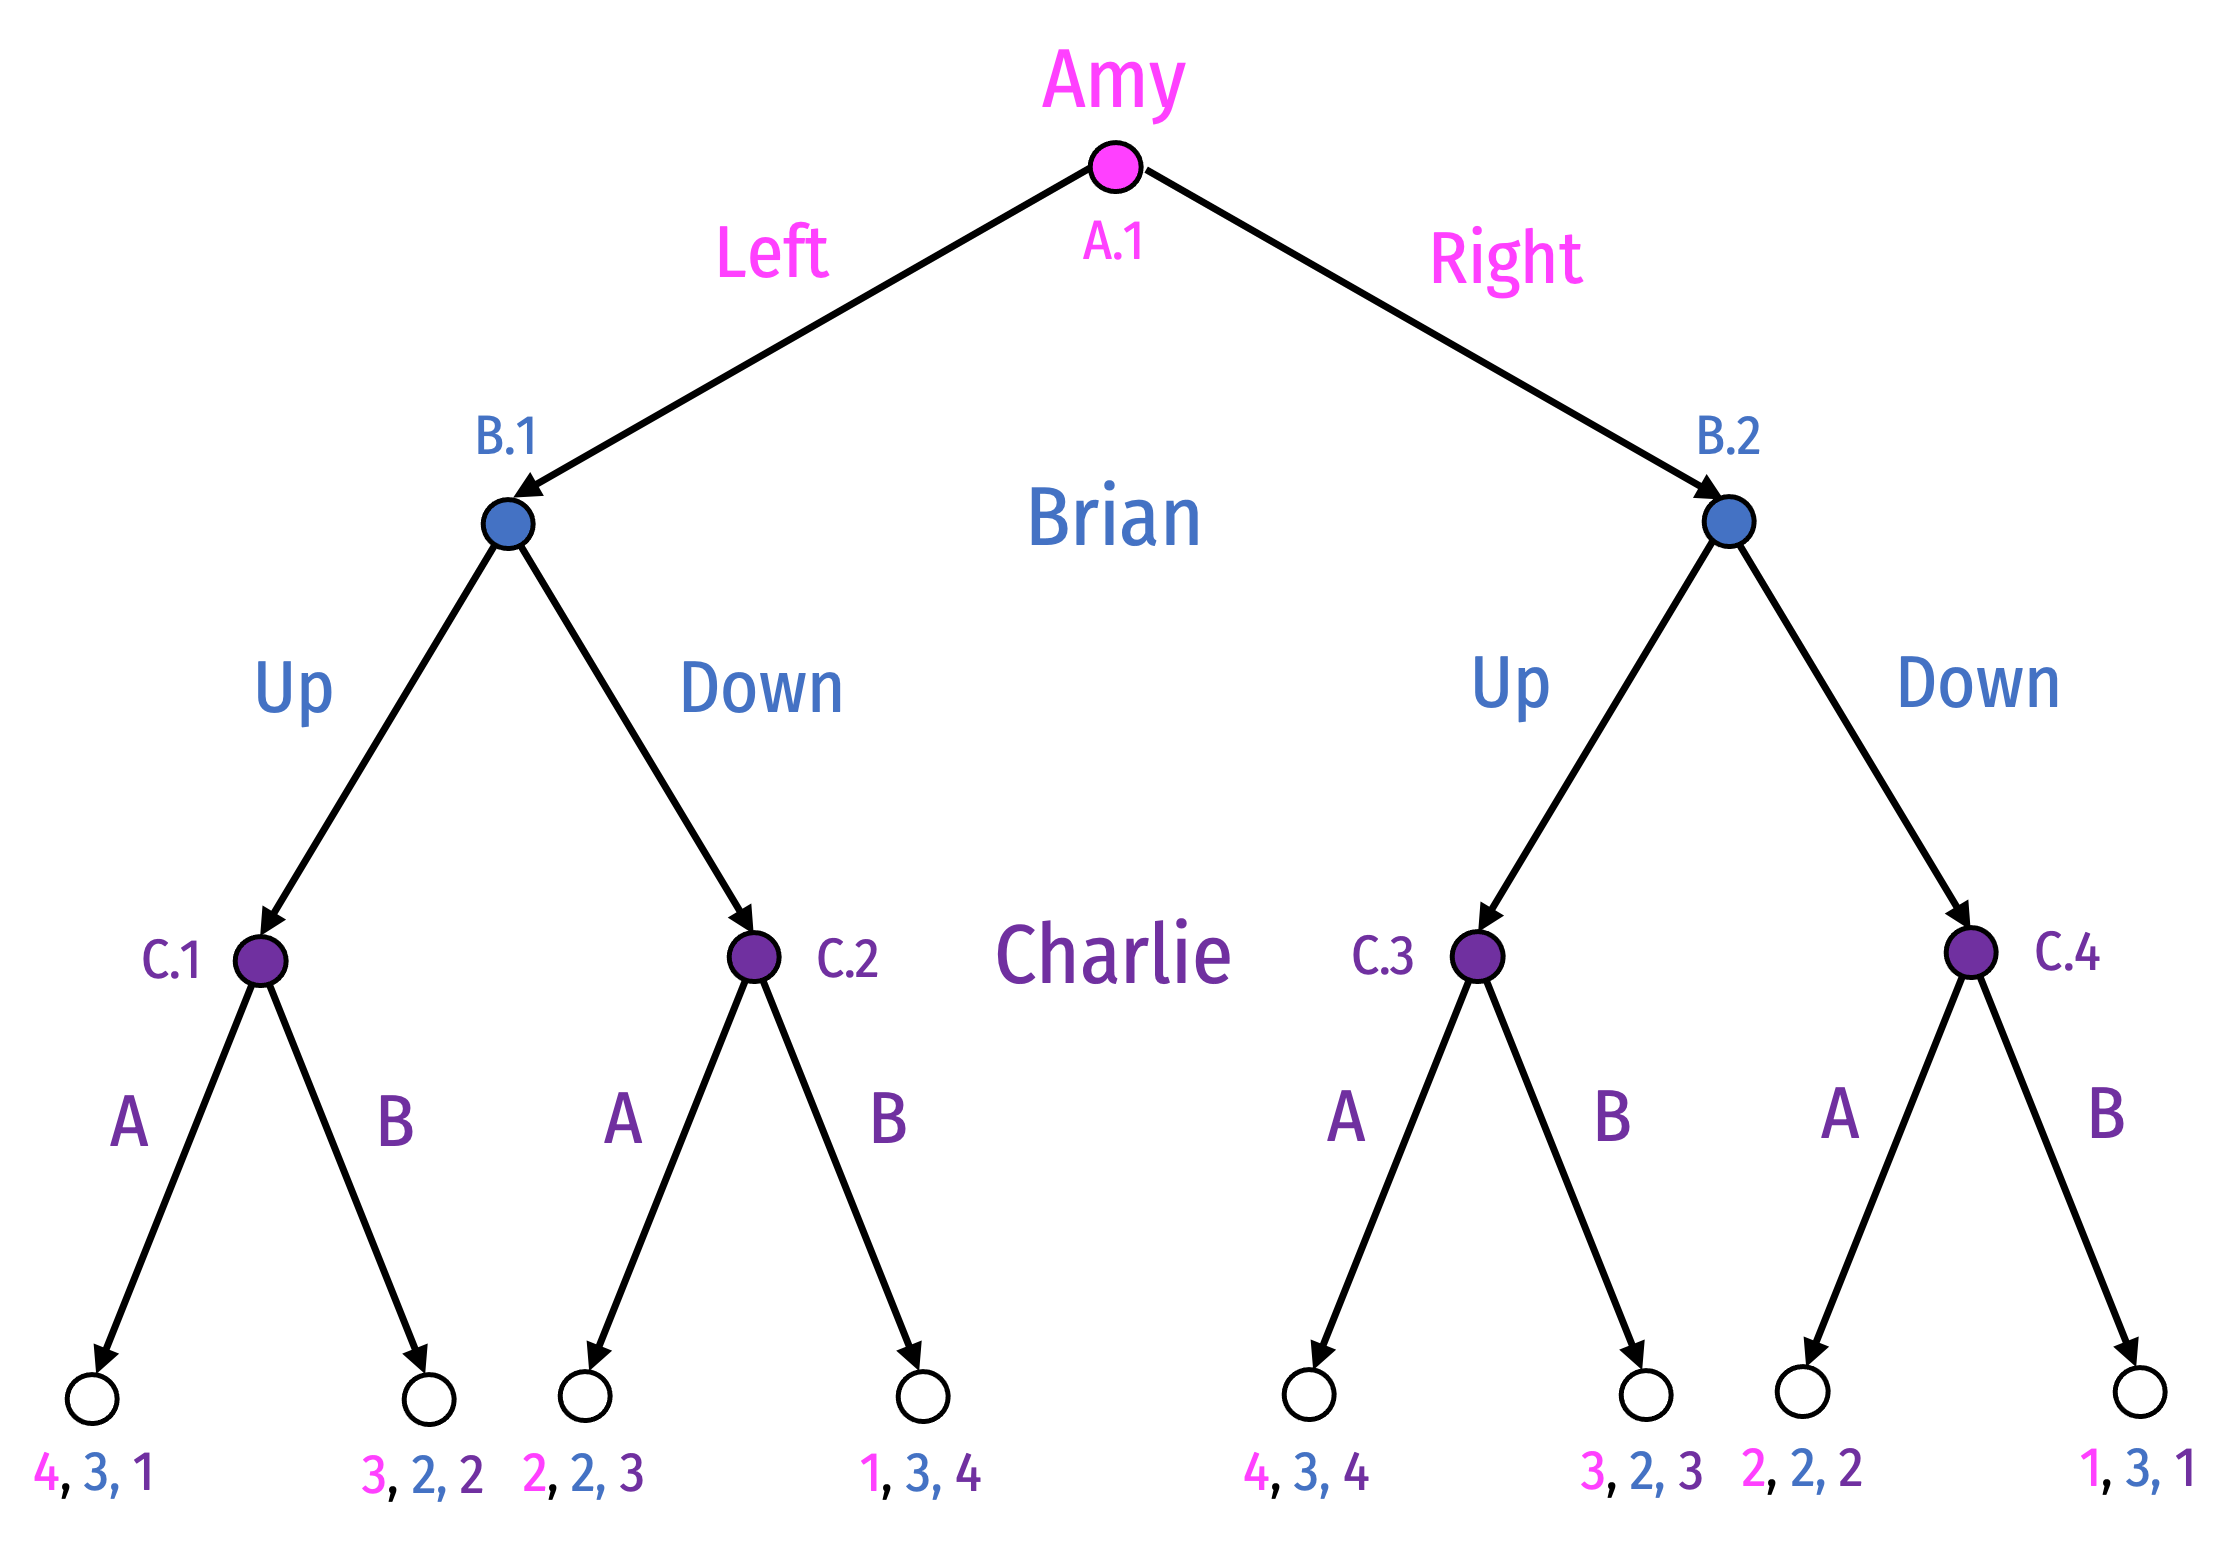 Amy
A.1
Left
Right
B.1
B.2
Brian
Up
Down
Up
Down
C.1
C.2
Charlie
C.3
C.4
A
B
A
B
A
B
A
B
4, 3, 1
3, 2, 2
2, 2, 3
1, 3, 4
4, 3, 4
3, 2, 3
2, 2, 2
1, 3, 1